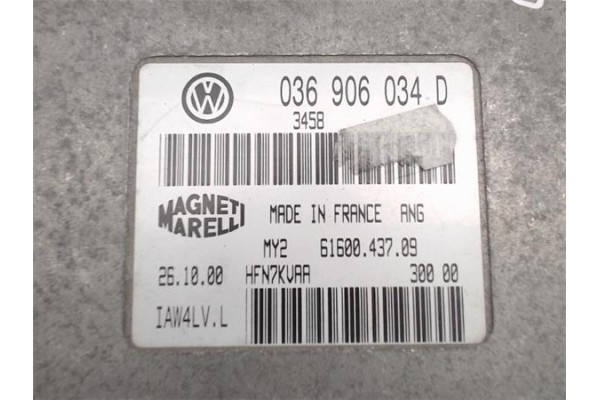 VW
036 906 034 D
3458
MAGNETI
MARELLI
MADE IN FRANCE ANG
MY2 61600.437.09
26.10.00 HFN7KVAA 300 00
IAW4LV.L